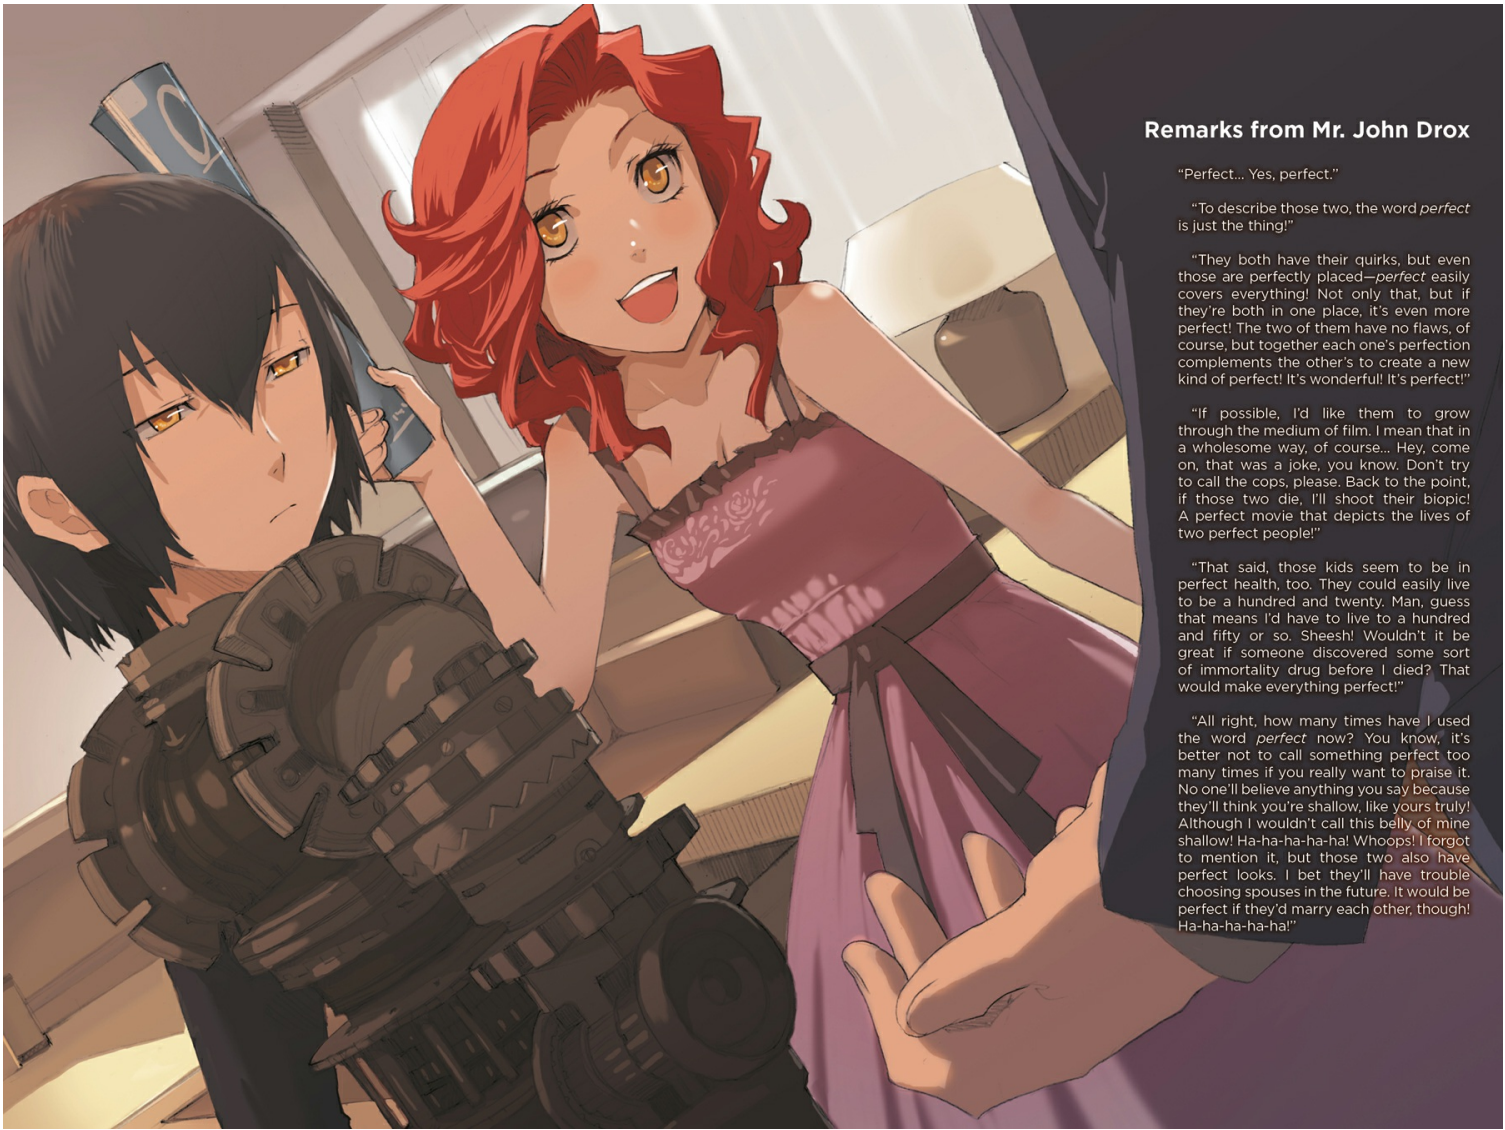 Remarks from Mr. John Drox
“Perfect... Yes, perfect.”
“To describe those two, the word perfect
is just the thing!”
“They both have their quirks, but even
those are perfectly placed—perfect easily
covers everything! Not only that, but if
they’re both in one place, it’s even more
perfect! The two of them have no flaws, of
course, but together each one’s perfection
complements the other’s to create a new
kind of perfect! It’s wonderful! It’s perfect!”
“If possible, I’d like them to grow
through the medium of film. I mean that in
a wholesome way, of course... Hey, come
on, that was a joke, you know. Don’t try
to call the cops, please. Back to the point,
if those two die, I’ll shoot their biopic!
A perfect movie that depicts the lives of
two perfect people!”
“That said, those kids seem to be in
perfect health, too. They could easily live
to be a hundred and twenty. Man, guess
that means I’d have to live to a hundred
and fifty or so. Sheesh! Wouldn’t it be
great if someone discovered some sort
of immortality drug before I died? That
would make everything perfect!”
“All right, how many times have I used
the word perfect now? You know, it’s
better not to call something perfect too
many times if you really want to praise it.
No one’ll believe anything you say because
they’ll think you’re shallow, like yours truly!
Although I wouldn’t call this belly of mine
shallow! Ha-ha-ha-ha-ha! Whoops! I forgot
to mention it, but those two also have
perfect looks. I bet they’ll have trouble
choosing spouses in the future. It would be
perfect if they’d marry each other, though!
Ha-ha-ha-ha-ha!”